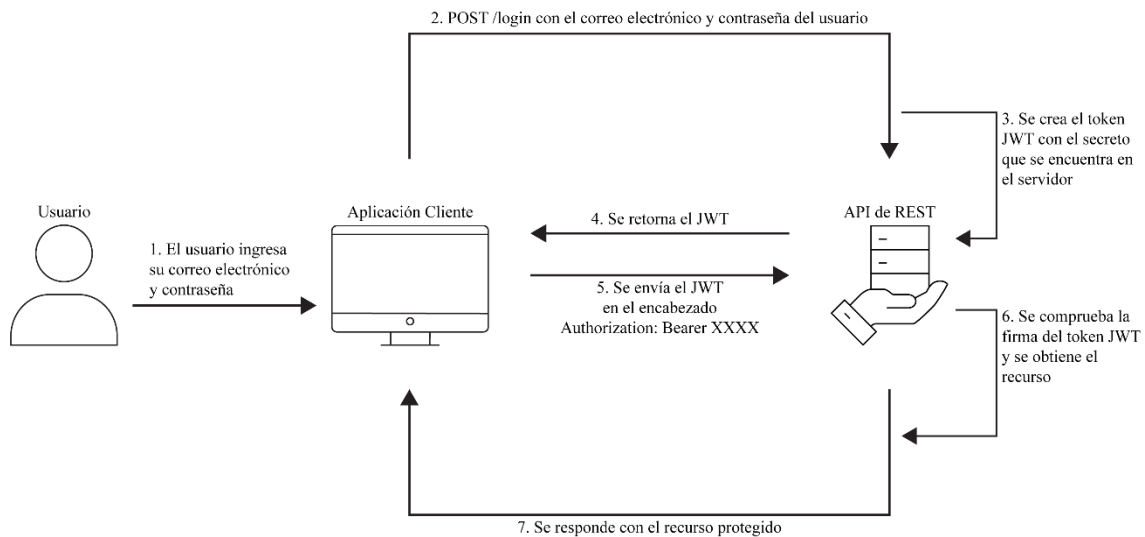 2. POST /login con el correo electrónico y contraseña del usuario
3. Se crea el token
JWT con el secreto
que se encuentra en
el servidor
Usuario
Aplicación Cliente
API de REST
1. El usuario ingresa
su correo electrónico
y contraseña
4. Se retorna el JWT
5. Se envía el JWT
en el encabezado
Authorization: Bearer XXXX
6. Se comprueba la
firma del token JWT
y se obtiene el
recurso
7. Se responde con el recurso protegido